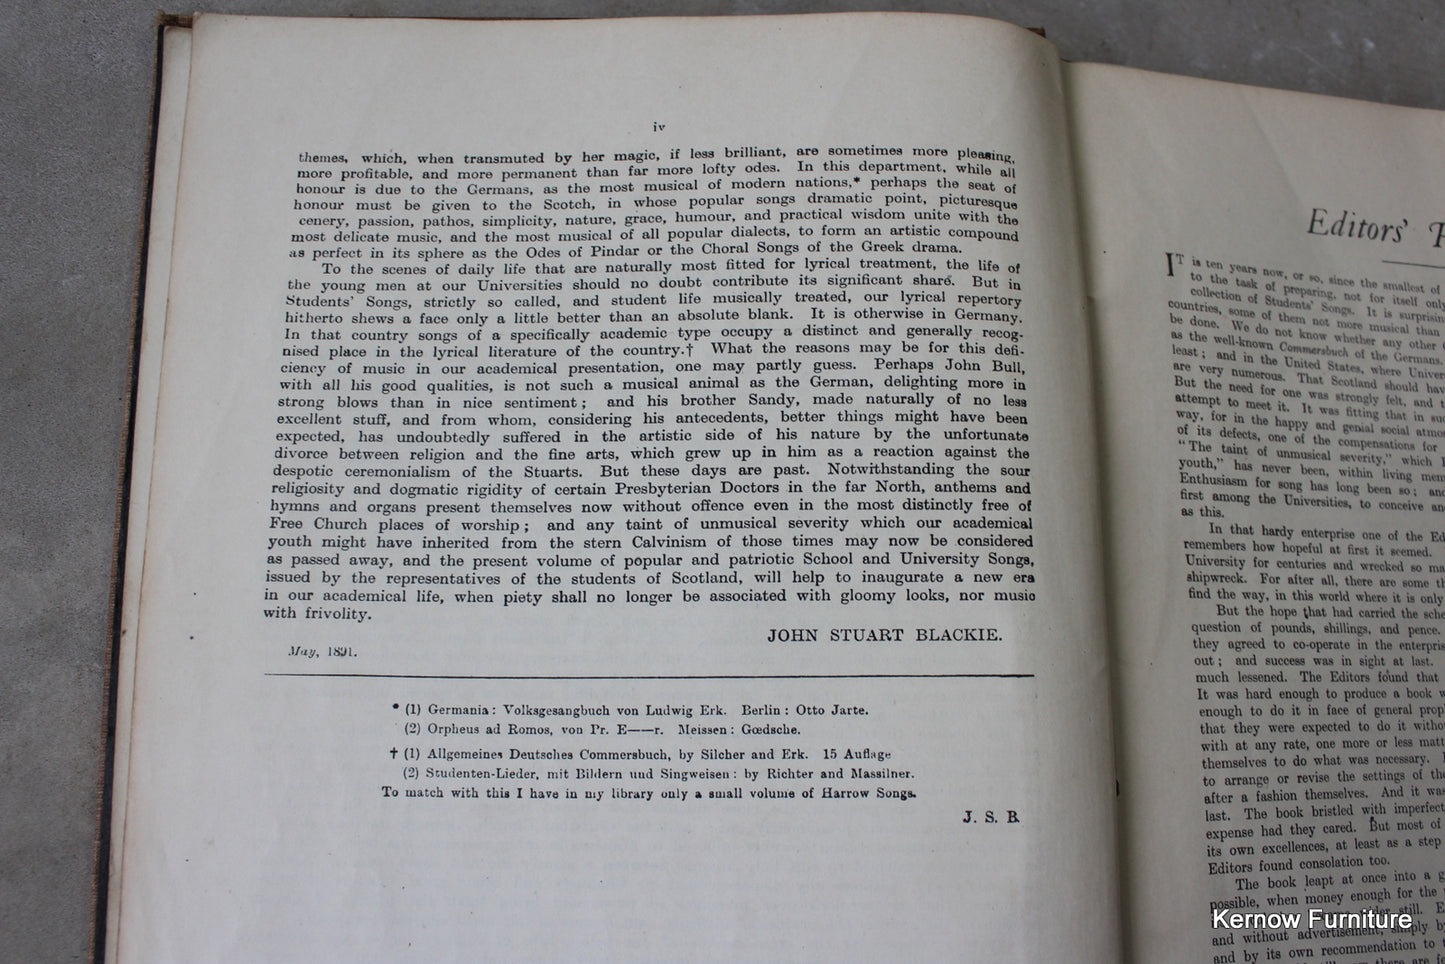 iv
themes, which, when transmuted by her magic, if less brilliant, are sometimes more pleasing,
more profitable, and more permanent than far more lofty odes. In this department, while all
honour is due to the Germans, as the most musical of modern nations,* perhaps the seat of
honour must be given to the Scotch, in whose popular songs dramatic point, picturesque
cenery, passion, pathos, simplicity, nature, grace, humour, and practical wisdom unite with the
most delicate music, and the most musical of all popular dialects, to form an artistic compound
as perfect in its sphere as the Odes of Pindar or the Choral Songs of the Greek drama.
To the scenes of daily life that are naturally most fitted for lyrical treatment, the life of
the young men at our Universities should no doubt contribute its significant share. But in
Students' Songs, strictly so called, and student life musically treated, our lyrical repertory
hitherto shews a face only a little better than an absolute blank. It is otherwise in Germany.
In that country songs of a specifically academic type occupy a distinct and generally recog-
nised place in the lyrical literature of the country.† What the reasons may be for this defi-
ciency of music in our academical presentation, one may partly guess. Perhaps John Bull,
with all his good qualities, is not such a musical animal as the German, delighting more in
strong blows than in nice sentiment; and his brother Sandy, made naturally of no less
excellent stuff, and from whom, considering his antecedents, better things might have been
expected, has undoubtedly suffered in the artistic side of his nature by the unfortunate
divorce between religion and the fine arts, which grew up in him as a reaction against the
despotic ceremonialism of the Stuarts. But these days are past. Notwithstanding the sour
religiosity and dogmatic rigidity of certain Presbyterian Doctors in the far North, anthems and
hymns and organs present themselves now without offence even in the most distinctly free of
Free Church places of worship; and any taint of unmusical severity which our academical
youth might have inherited from the stern Calvinism of those times may now be considered
as passed away, and the present volume of popular and patriotic School and University Songs,
issued by the representatives of the students of Scotland, will help to inaugurate a new era
in our academical life, when piety shall no longer be associated with gloomy looks, nor music
with frivolity.
JOHN STUART BLACKIE.
May, 1891.
* (1) Germania: Volksgesangbuch von Ludwig Erk. Berlin: Otto Jarte.
(2) Orpheus ad Romos, von Pr. E——r. Meissen: Gœdsche.
† (1) Allgemeines Deutsches Commersbuch, by Silcher and Erk. 15 Auflage
(2) Studenten-Lieder, mit Bildern und Singweisen: by Richter and Massilner.
To match with this I have in my library only a small volume of Harrow Songs.
J. S. B.
Editors'
IT is ten years now, or so, since the smallest of
to the task of preparing, not for itself only
collection of Students' Songs. It is
countries, some of them not more musical than
be done. We do not know whether any other
as the well-known Commersbuch of the Germans.
least; and in the United States, where
are very numerous. That Scotland should
But the need for one was strongly felt, and
attempt to meet it. It was fitting that in
way, for in the happy and genial social
of its defects, one of the compensations for
"The taint of unmusical severity," which
youth," has never been, within living
Enthusiasm for song has long been so; and
first among the Universities, to conceive
as this.
In that hardy enterprise one of the
remembers how hopeful at first it seemed.
University for centuries and wrecked so
shipwreck. For after all, there are some
find the way, in this world where it is only
But the hope that had carried the
question of pounds, shillings, and pence.
they agreed to co-operate in the
out; and success was in sight at last.
much lessened. The Editors found that
It was hard enough to produce a book
enough to do it in face of general
that they were expected to do it
with at any rate, one more or less
themselves to do what was necessary.
to arrange or revise the settings of
after a fashion themselves. And it was
last. The book bristled with
expense had they cared. But most of
its own excellences, at least as a step
Editors found consolation too.
The book leapt at once into a
possible, when money enough for the
still.
and without advertisement, simply
and by its own recommendation to
Kernow Furniture